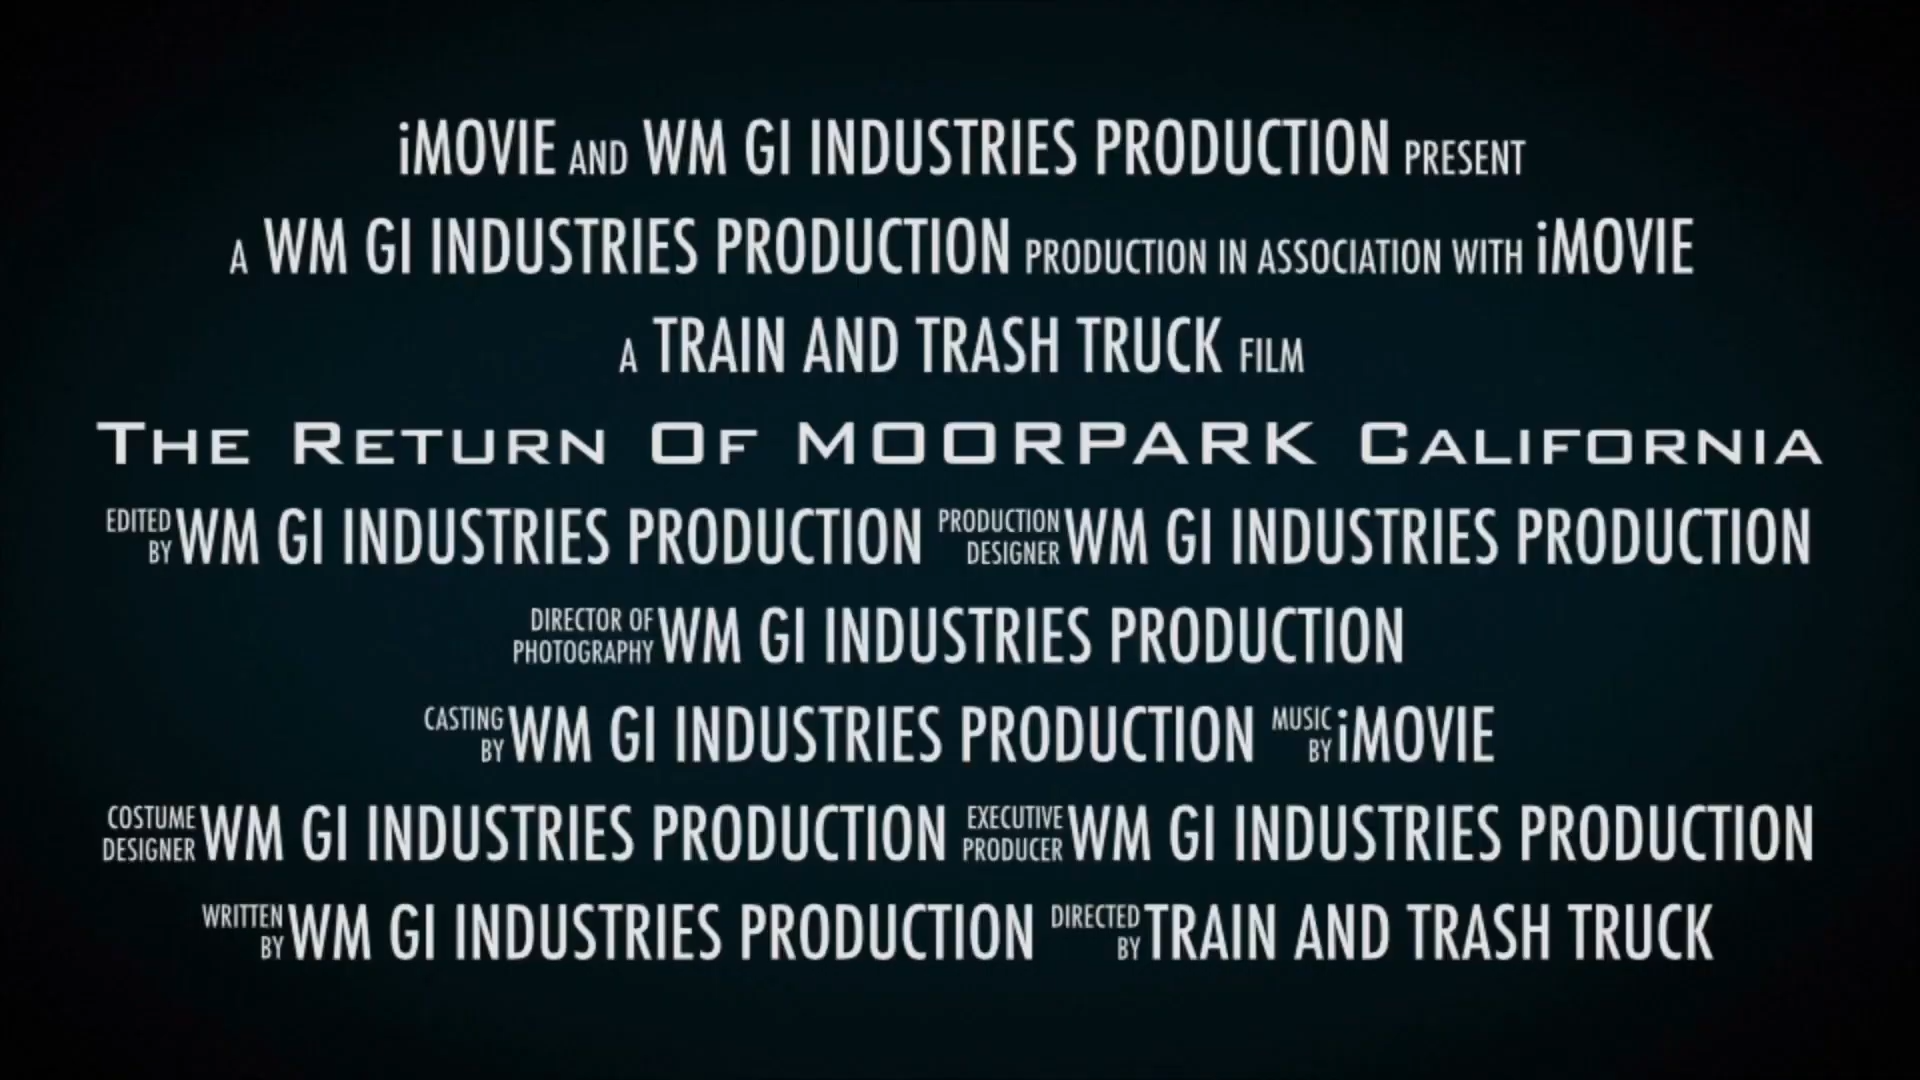 iMOVIE AND WM GI INDUSTRIES PRODUCTION PRESENT
A WM GI INDUSTRIES PRODUCTION PRODUCTION IN ASSOCIATION WITH iMOVIE
A TRAIN AND TRASH TRUCK FILM
THE RETURN OF MOORPARK CALIFORNIA
EDITED BY WM GI INDUSTRIES PRODUCTION PRODUCTION DESIGNER WM GI INDUSTRIES PRODUCTION
DIRECTOR OF PHOTOGRAPHY WM GI INDUSTRIES PRODUCTION
CASTING BY WM GI INDUSTRIES PRODUCTION MUSIC BY iMOVIE
COSTUME DESIGNER WM GI INDUSTRIES PRODUCTION EXECUTIVE PRODUCER WM GI INDUSTRIES PRODUCTION
WRITTEN BY WM GI INDUSTRIES PRODUCTION DIRECTED BY TRAIN AND TRASH TRUCK